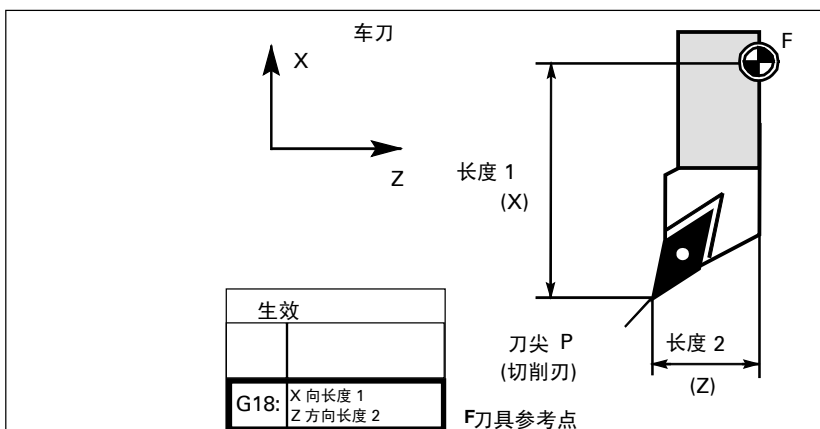 车刀
F
X
Z
长度 1
(X)
生效
刀尖 P
(切削刃)
长度 2
(Z)
G18:
X 向长度 1
Z 方向长度 2
F刀具参考点